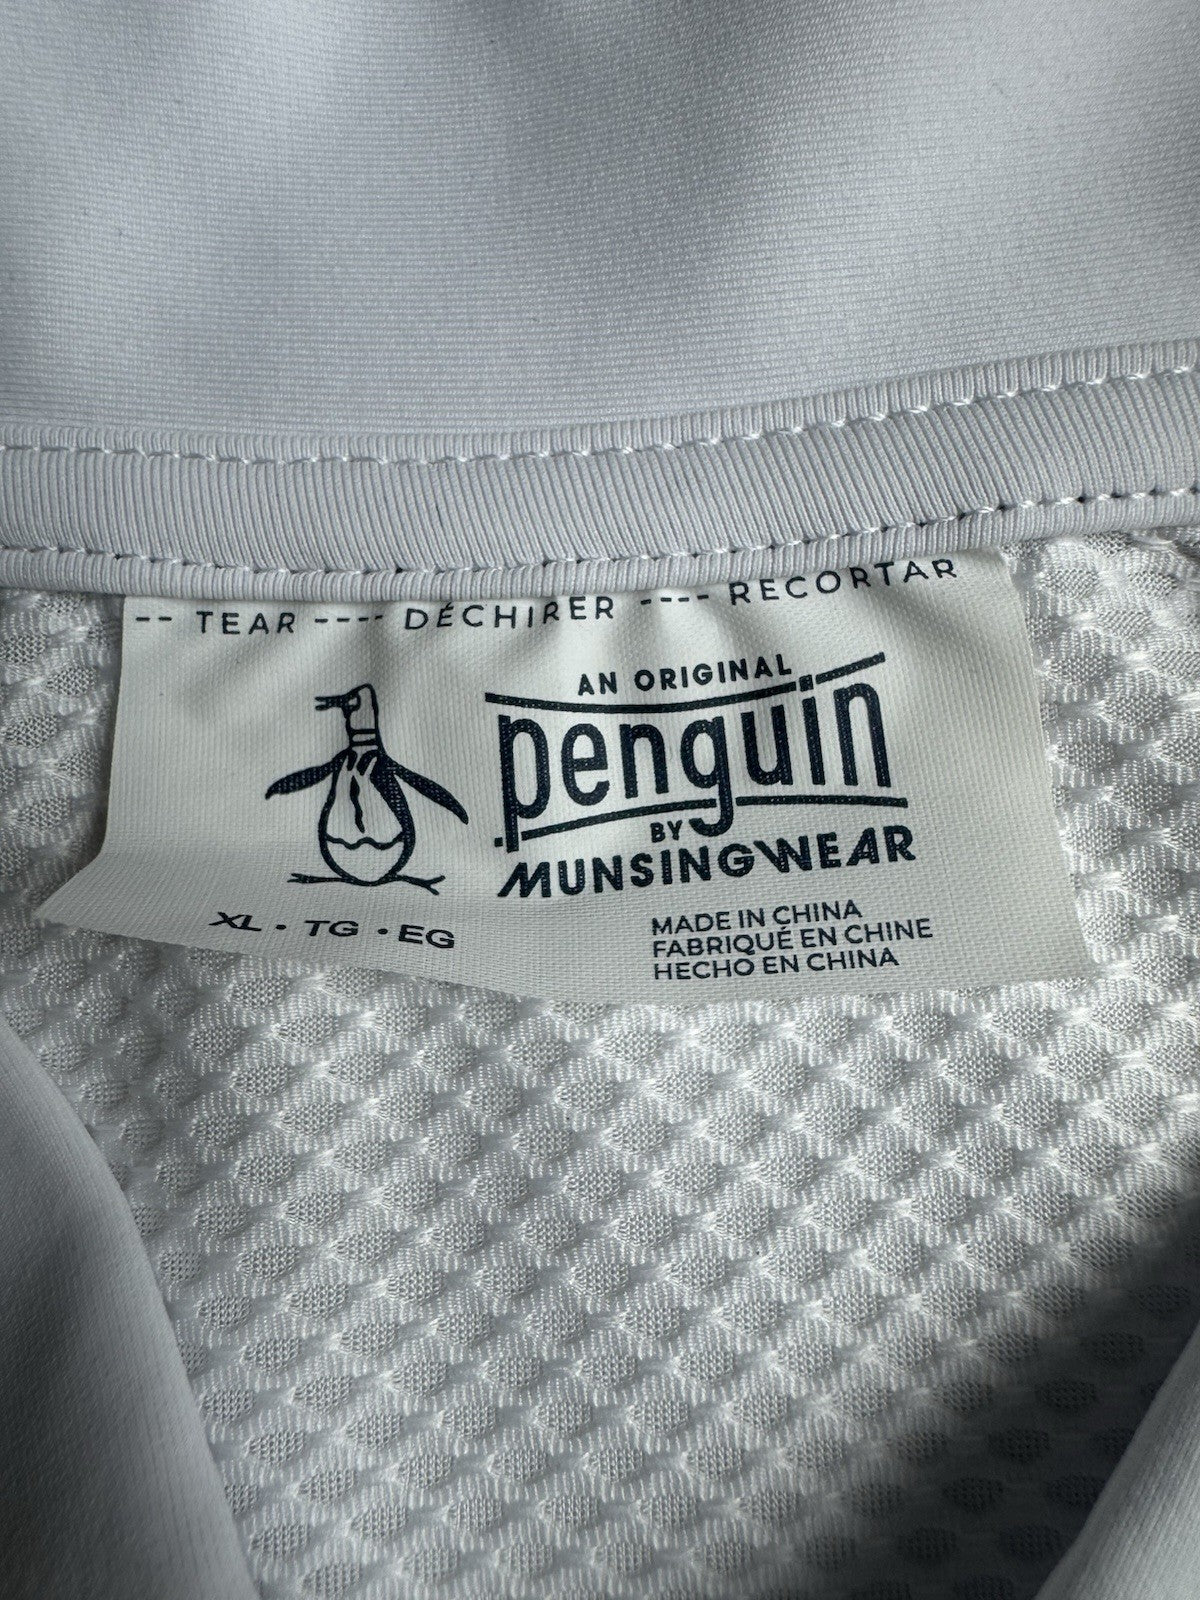 -- TEAR ---- DÉCHIRER ---- RECORTAR
AN ORIGINAL
penguin
BY
MUNSINGWEAR
XL • TG • EG
MADE IN CHINA
FABRIQUÉ EN CHINE
HECHO EN CHINA